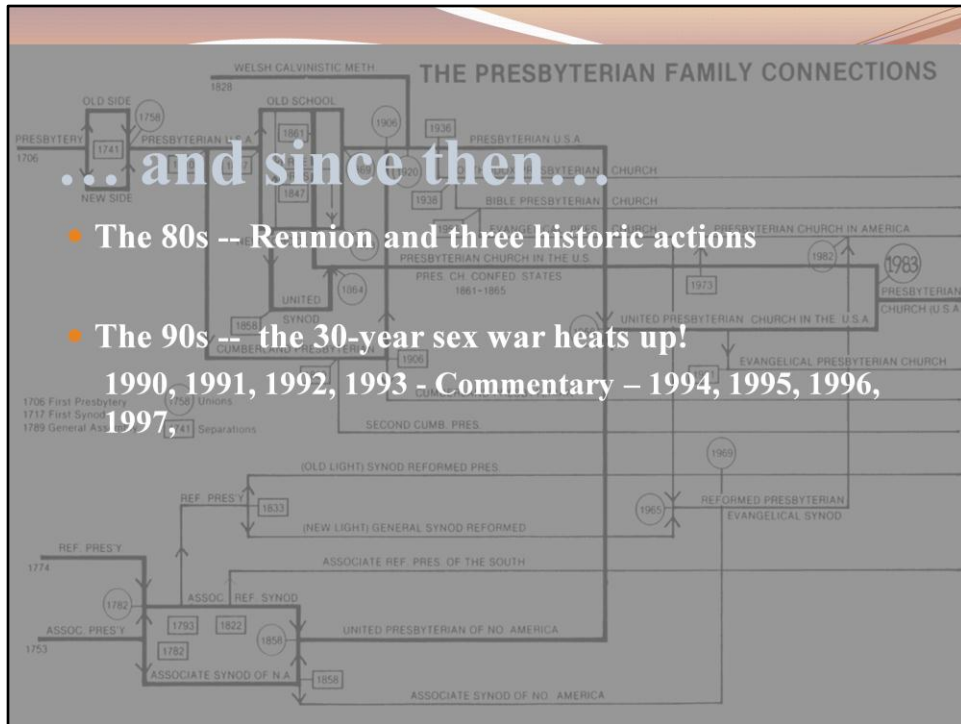 WELSH CALVINISTIC METH.
1828
THE PRESBYTERIAN FAMILY CONNECTIONS
OLD SIDE
1758
OLD SCHOOL
1861
1906
1936
PRESBYTERY
1706
1741
PRESBYTERIAN U.S.A.
PRESBYTERIAN U.S.A.
… and since then…
1920
CHURCH
NEW SIDE
1847
1938
BIBLE PRESBYTERIAN CHURCH
EVANGELICAL PRES. CHURCH
PRESBYTERIAN CHURCH IN AMERICA
• The 80s -- Reunion and three historic actions
PRESBYTERIAN CHURCH IN THE U.S.
1982
1983
PRES. CH. CONFED. STATES
1861-1865
1864
1973
PRESBYTERIAN
CHURCH (U.S.A.
UNITED
SYNOD
1858
UNITED PRESBYTERIAN CHURCH IN THE U.S.A.
• The 90s -- the 30-year sex war heats up!
CUMBERLAND PRESBYTERIAN
1906
EVANGELICAL PRESBYTERIAN CHURCH
1990, 1991, 1992, 1993 - Commentary – 1994, 1995, 1996,
1997,
1706 First Presbytery
1717 First Synod
1789 General Assembly
1758 Unions
1741 Separations
SECOND CUMB. PRES.
1969
(OLD LIGHT) SYNOD REFORMED PRES.
REF. PRES'Y
1833
1965
REFORMED PRESBYTERIAN
EVANGELICAL SYNOD
(NEW LIGHT) GENERAL SYNOD REFORMED
REF. PRES'Y
1774
ASSOCIATE REF. PRES. OF THE SOUTH
1782
ASSOC. REF. SYNOD
1793
1822
1858
UNITED PRESBYTERIAN OF NO. AMERICA
ASSOC. PRES'Y
1753
1782
ASSOCIATE SYNOD OF N.A.
1858
ASSOCIATE SYNOD OF NO. AMERICA